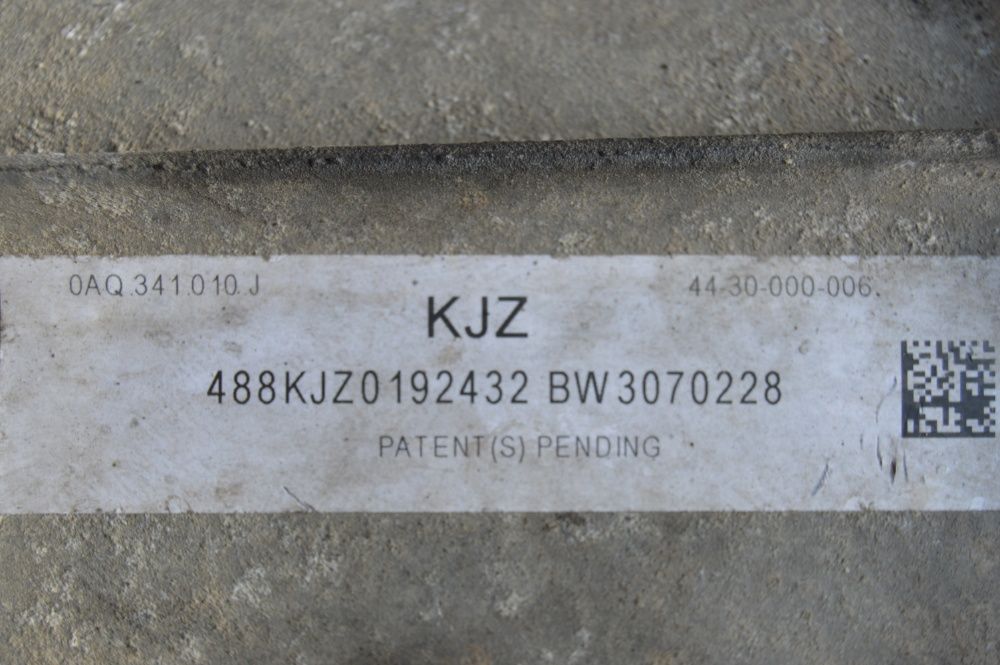 0AQ.341.010.J
44-30-000-006.
KJZ
488KJZ0192432 BW3070228
PATENT(S) PENDING